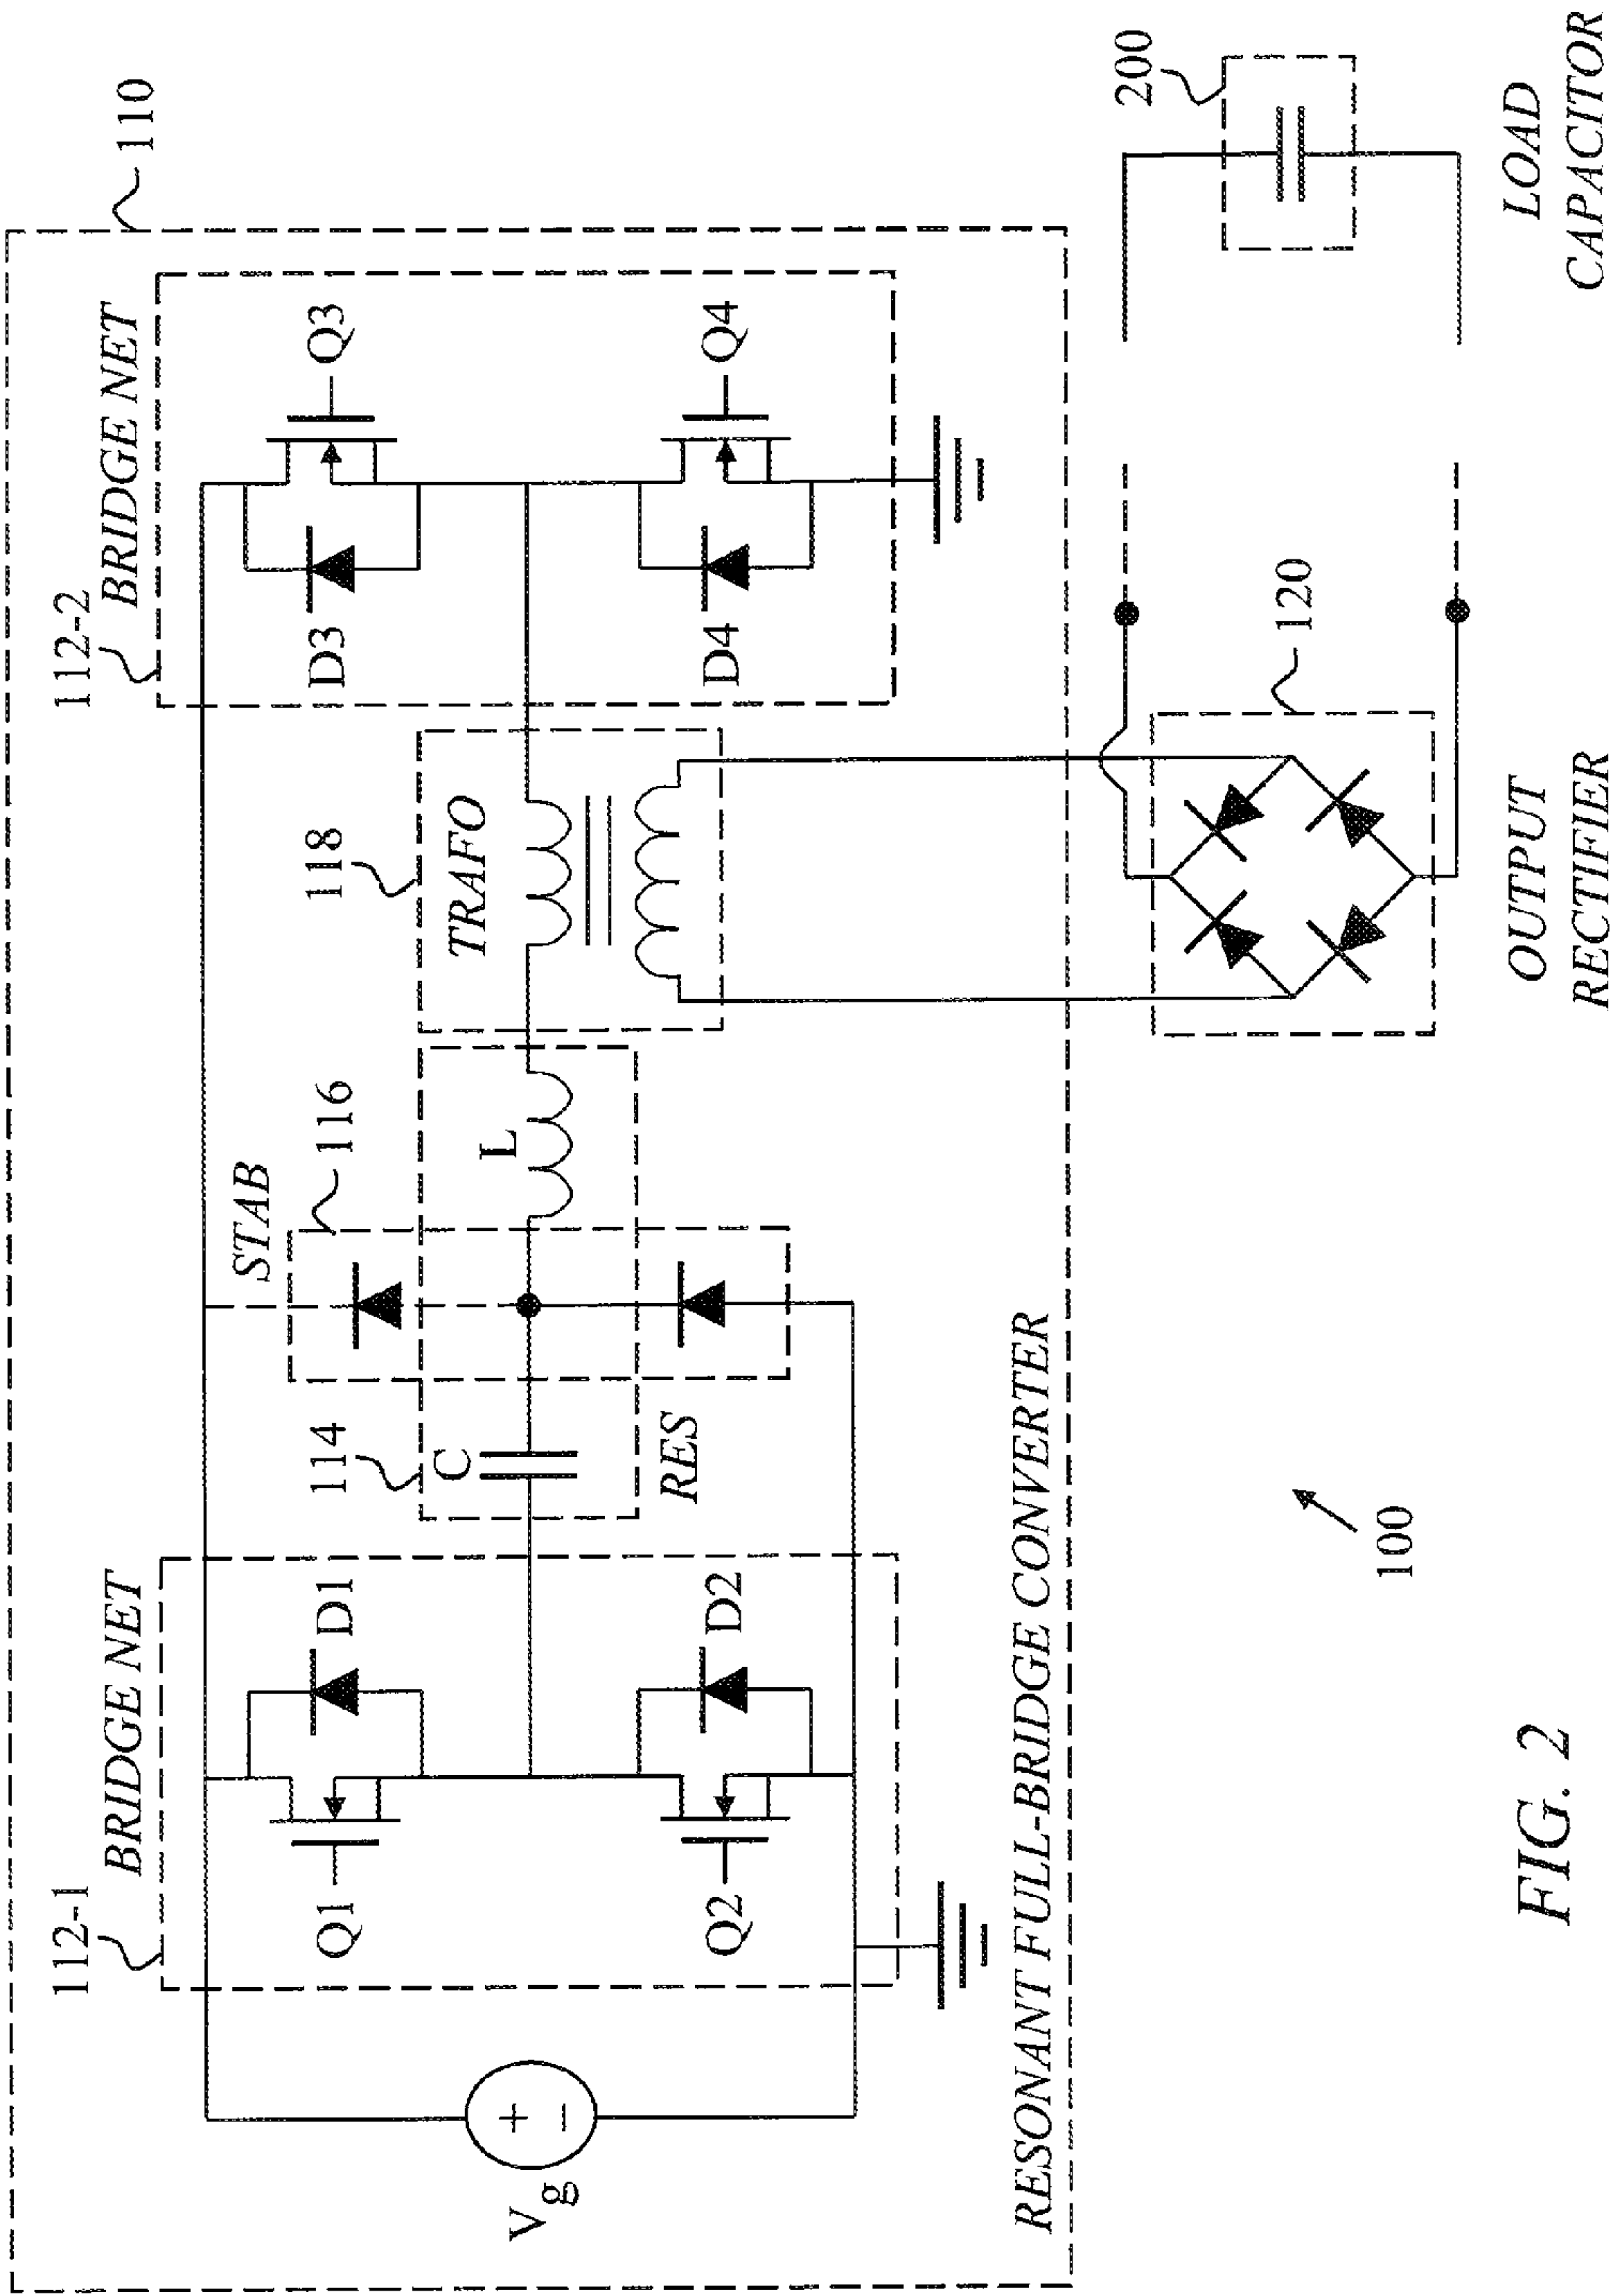 110
112-1
BRIDGE NET
112-2
BRIDGE NET
STAB
116
114
118
Q1
D1
C
L
TRAFO
D3
Q3
Vg
+
−
Q2
D2
RES
D4
Q4
RESONANT FULL-BRIDGE CONVERTER
200
120
100
OUTPUT
RECTIFIER
LOAD
CAPACITOR
FIG. 2